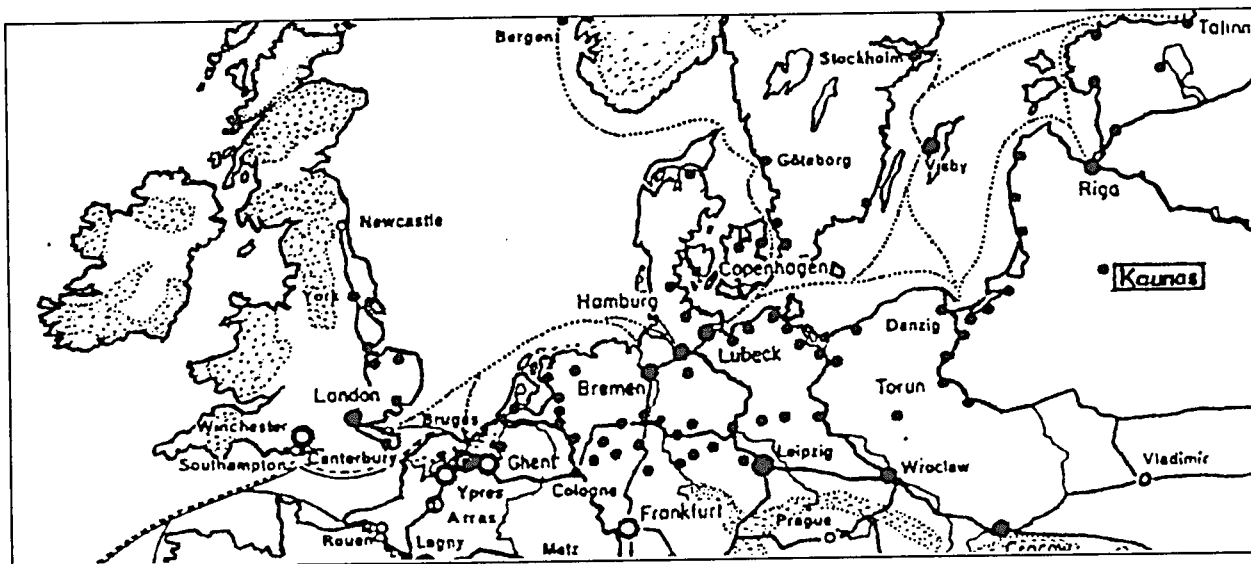 Bergen
Stockholm
Talinn
Göteborg
Visby
Riga
Newcastle
Copenhagen
Kaunas
York
Hamburg
Danzig
Lubeck
London
Bremen
Torun
Bruges
Winchester
Southampton
Canterbury
Ghent
Leipzig
Wroclaw
Vladimir
Ypres
Cologne
Arras
Frankfurt
Prague
Rouen
Lagny
Metz